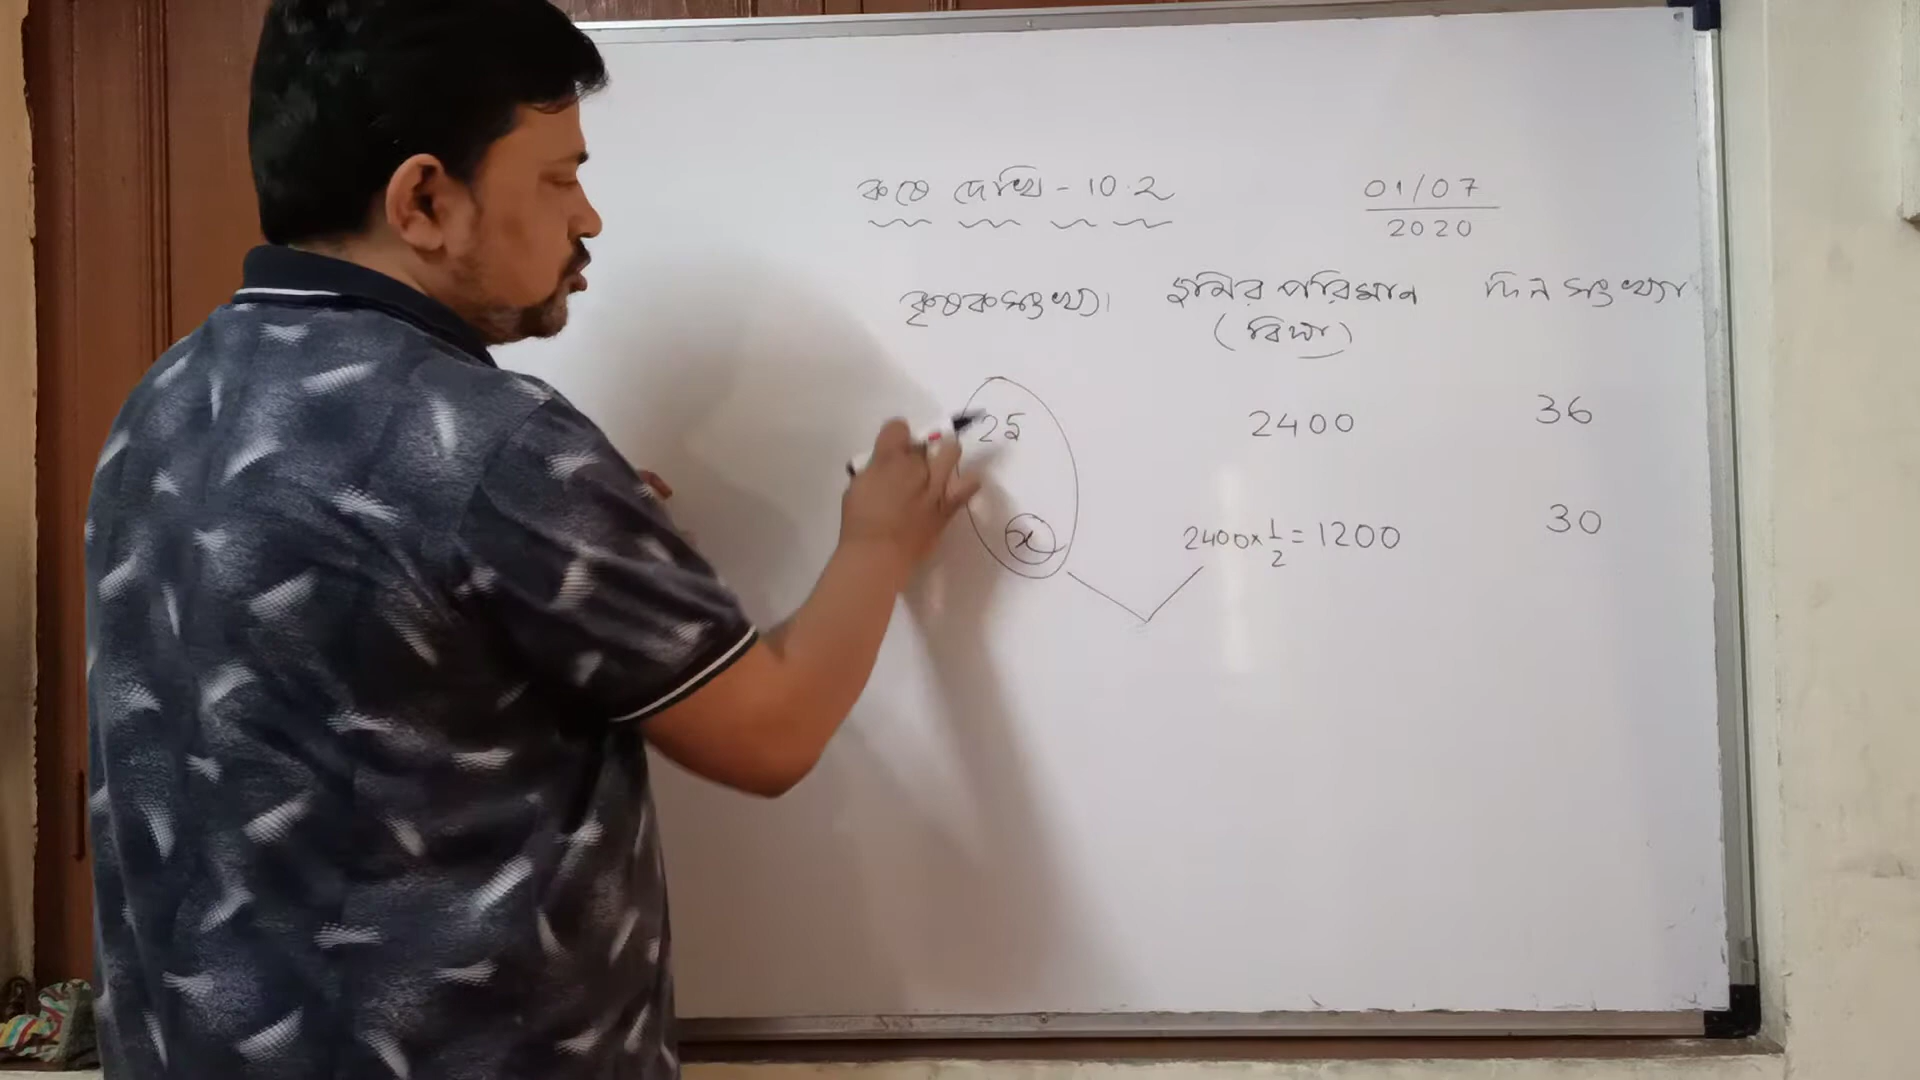 কষে দেখি - 10.2
01/07
2020
কৃষকসংখ্যা জমির পরিমান দিন সংখ্যা
(বিঘা)
25 2400 36
x 2400 × 1/2 = 1200 30